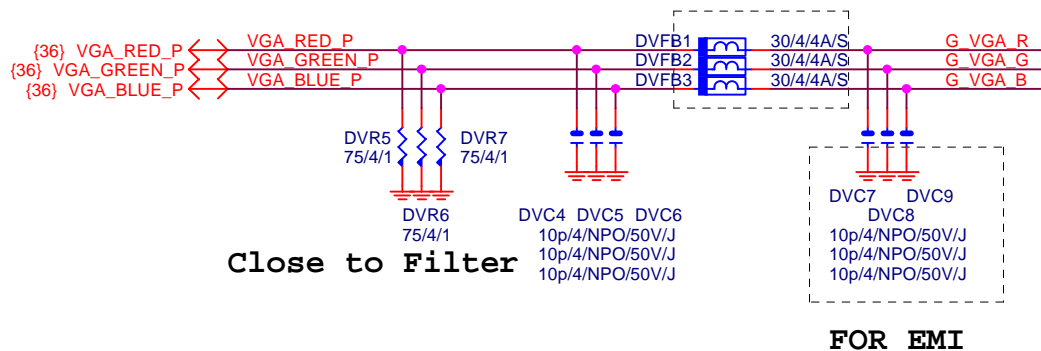 {36} VGA_RED_P VGA_RED_P DVFB1 30/4/4A/S G_VGA_R
{36} VGA_GREEN_P VGA_GREEN_P DVFB2 30/4/4A/S G_VGA_G
{36} VGA_BLUE_P VGA_BLUE_P DVFB3 30/4/4A/S G_VGA_B
DVR5 DVR7
75/4/1 75/4/1
DVR6
75/4/1
Close to Filter
DVC4 DVC5 DVC6
10p/4/NPO/50V/J
10p/4/NPO/50V/J
10p/4/NPO/50V/J
DVC7 DVC9
DVC8
10p/4/NPO/50V/J
10p/4/NPO/50V/J
10p/4/NPO/50V/J
FOR EMI